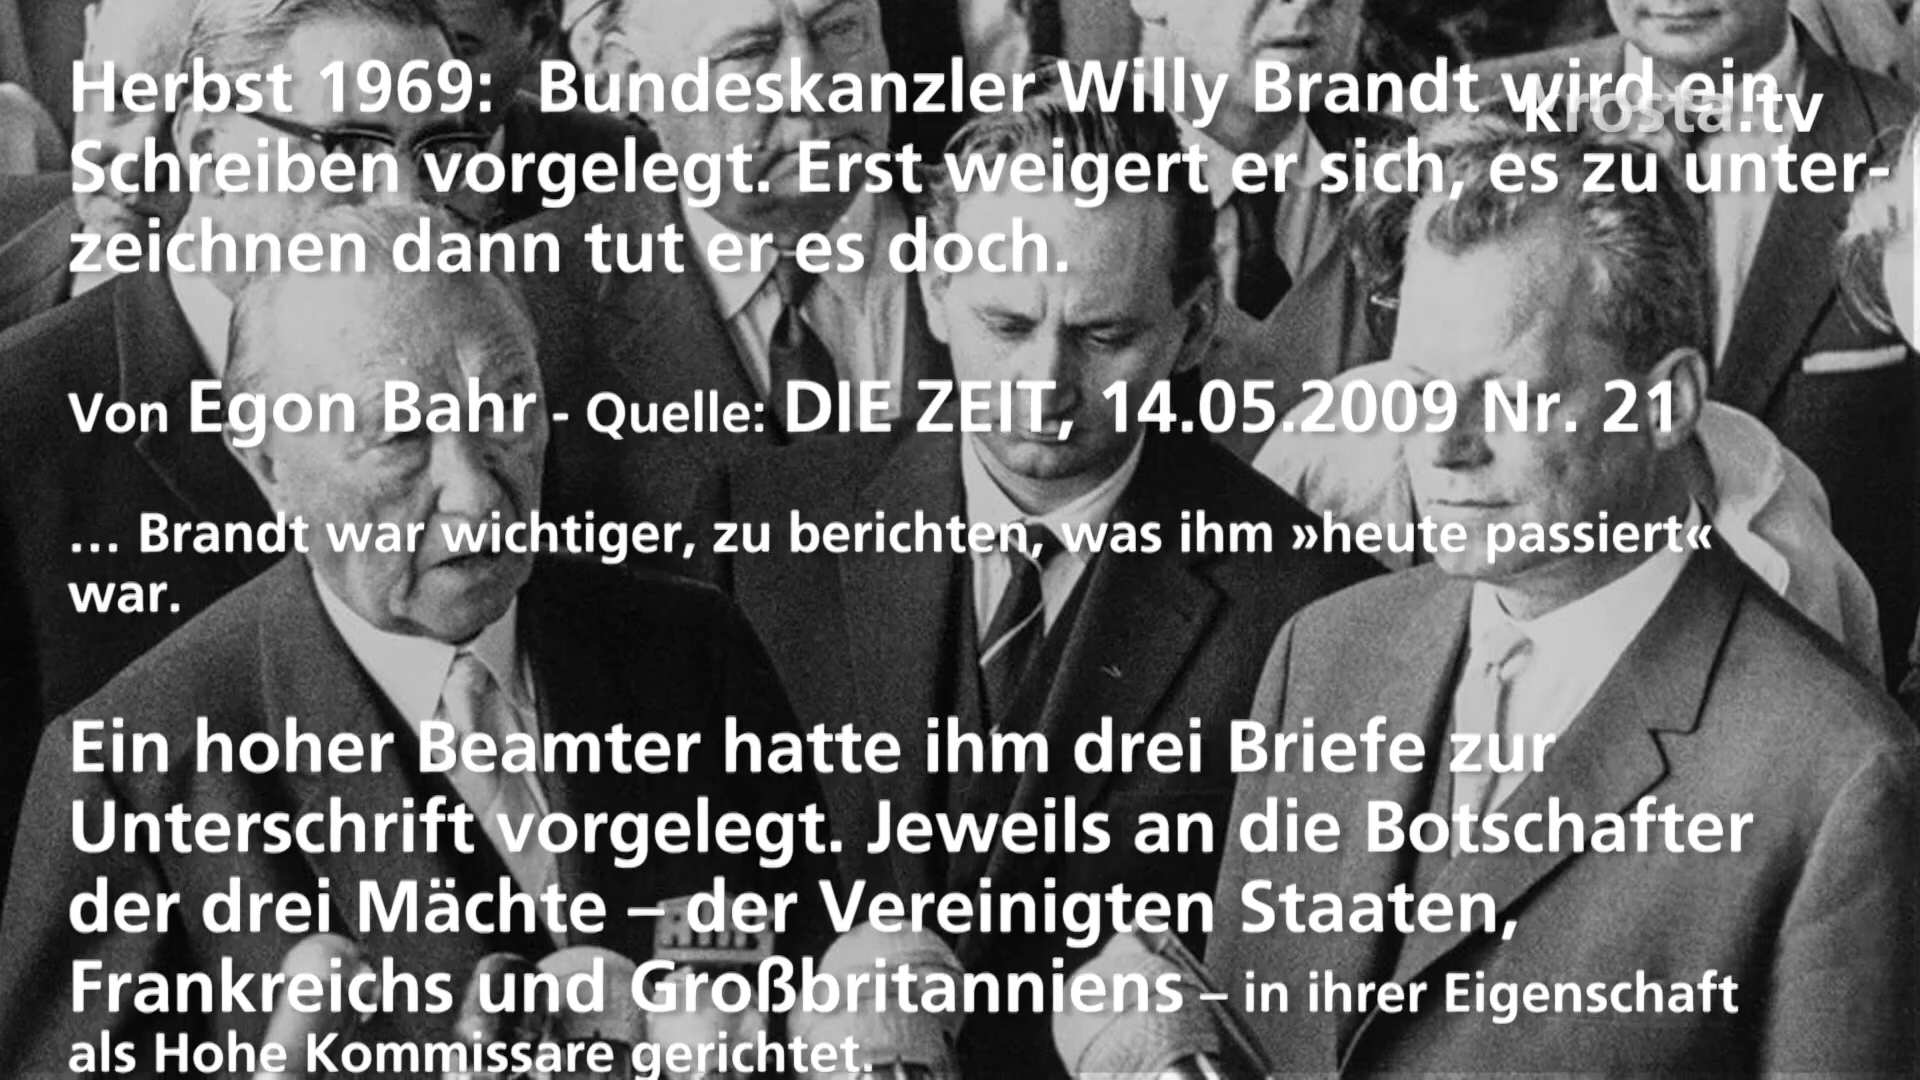 Herbst 1969: Bundeskanzler Willy Brandt wird ein
krosta.tv
Schreiben vorgelegt. Erst weigert er sich, es zu unter-
zeichnen dann tut er es doch.
Von Egon Bahr - Quelle: DIE ZEIT, 14.05.2009 Nr. 21
… Brandt war wichtiger, zu berichten, was ihm »heute passiert«
war.
Ein hoher Beamter hatte ihm drei Briefe zur
Unterschrift vorgelegt. Jeweils an die Botschafter
der drei Mächte – der Vereinigten Staaten,
Frankreichs und Großbritanniens – in ihrer Eigenschaft
als Hohe Kommissare gerichtet.